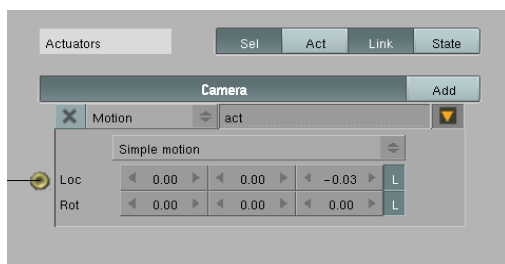 Actuators Sel Act Link State
Camera Add
Motion act
Simple motion
Loc 0.00 0.00 -0.03 L
Rot 0.00 0.00 0.00 L